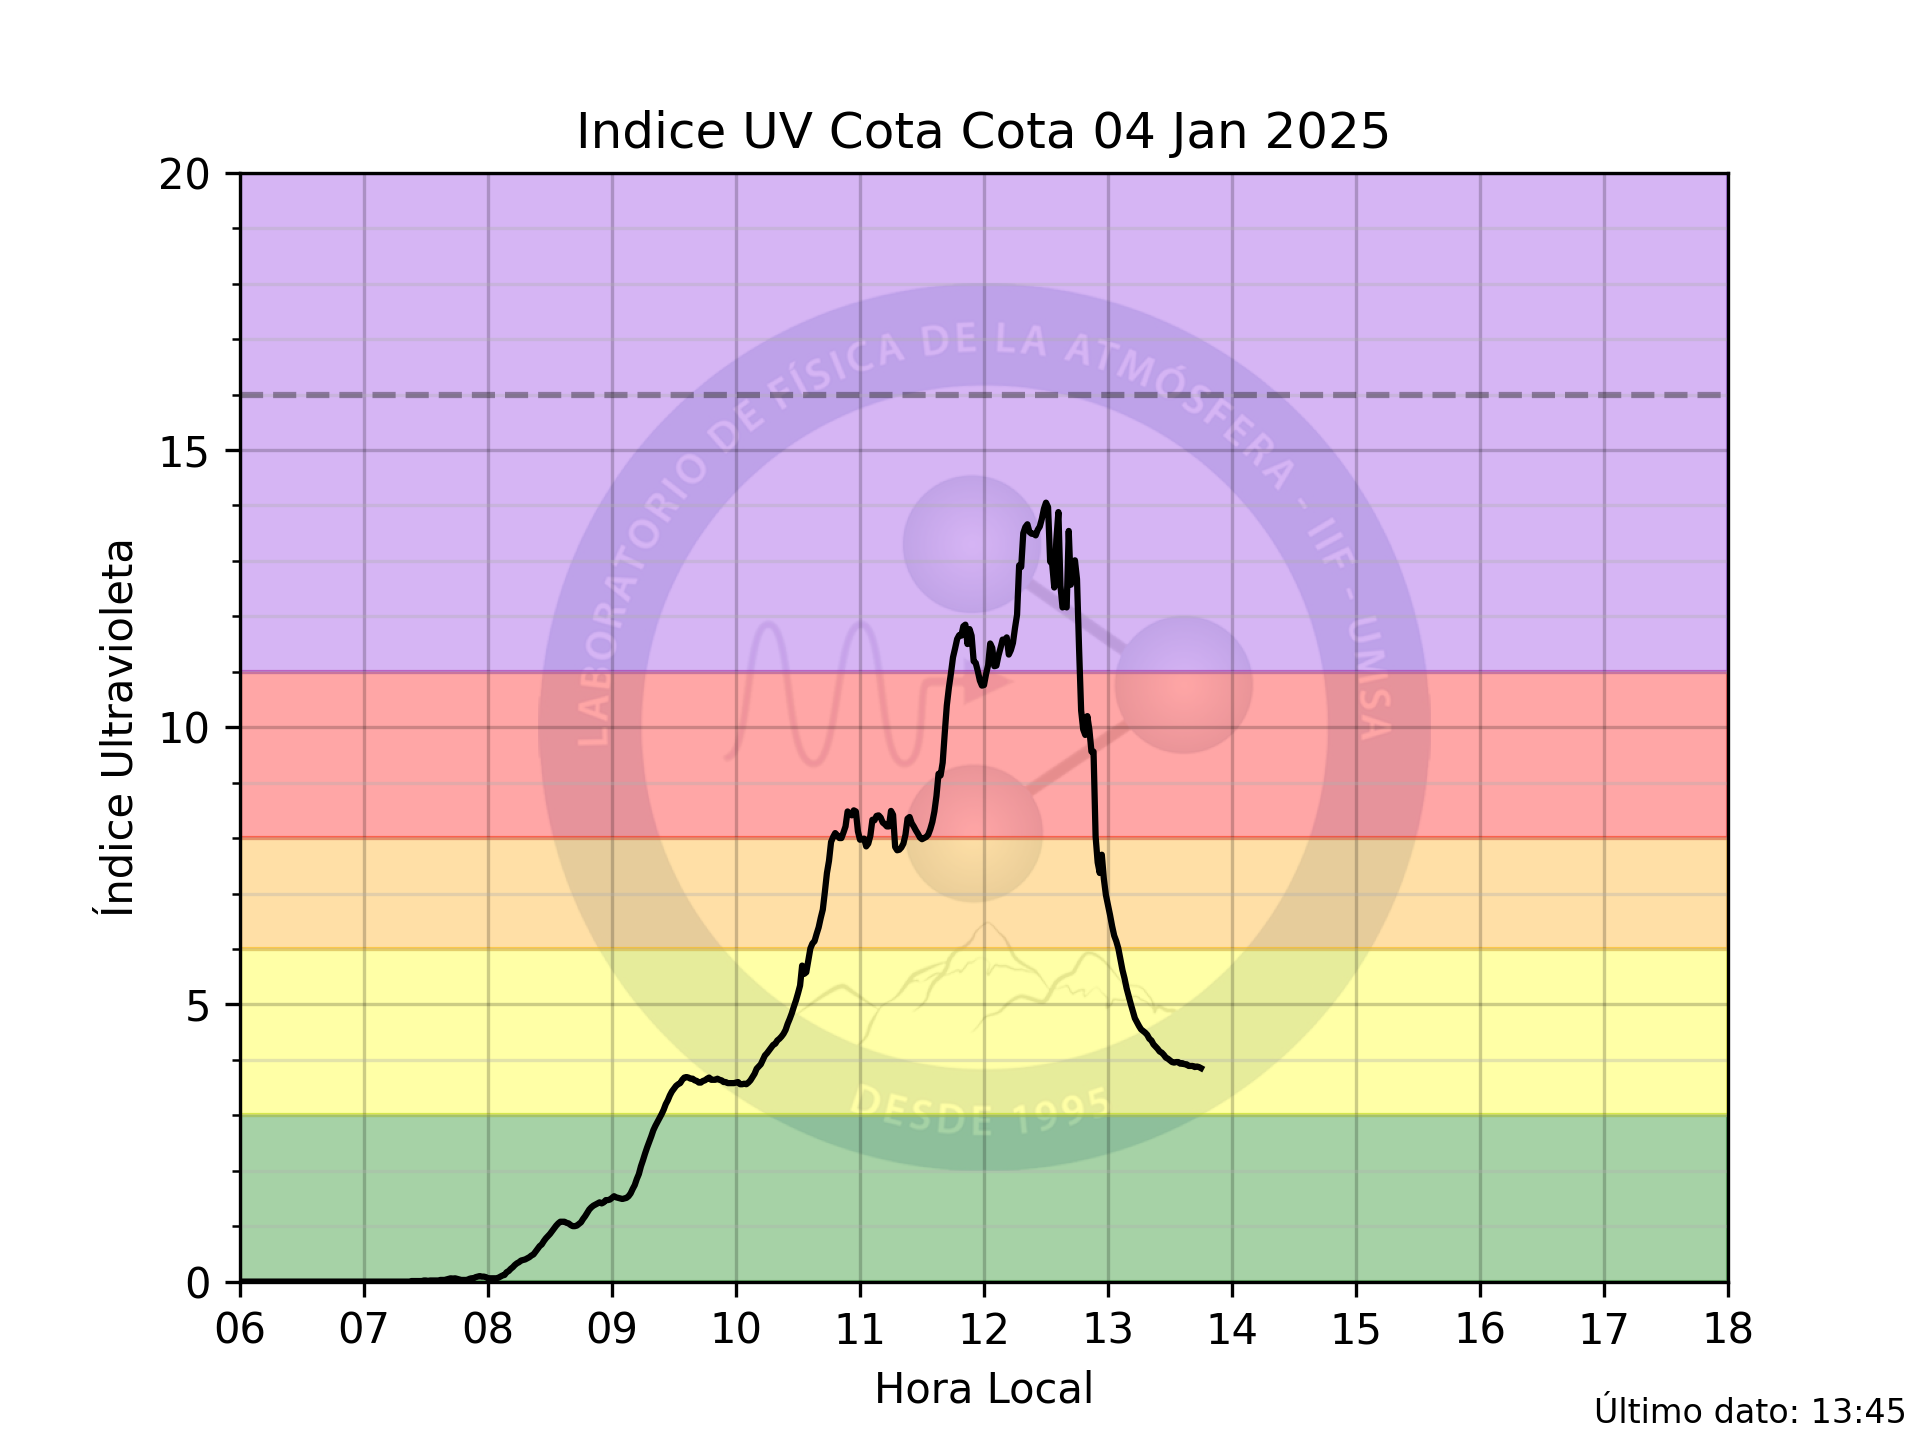 Indice UV Cota Cota 04 Jan 2025
20
15
10
5
0
Índice Ultravioleta
LABORATORIO DE FÍSICA DE LA ATMÓSFERA - IIF - UMSA
DESDE 1995
06 07 08 09 10 11 12 13 14 15 16 17 18
Hora Local
Último dato: 13:45